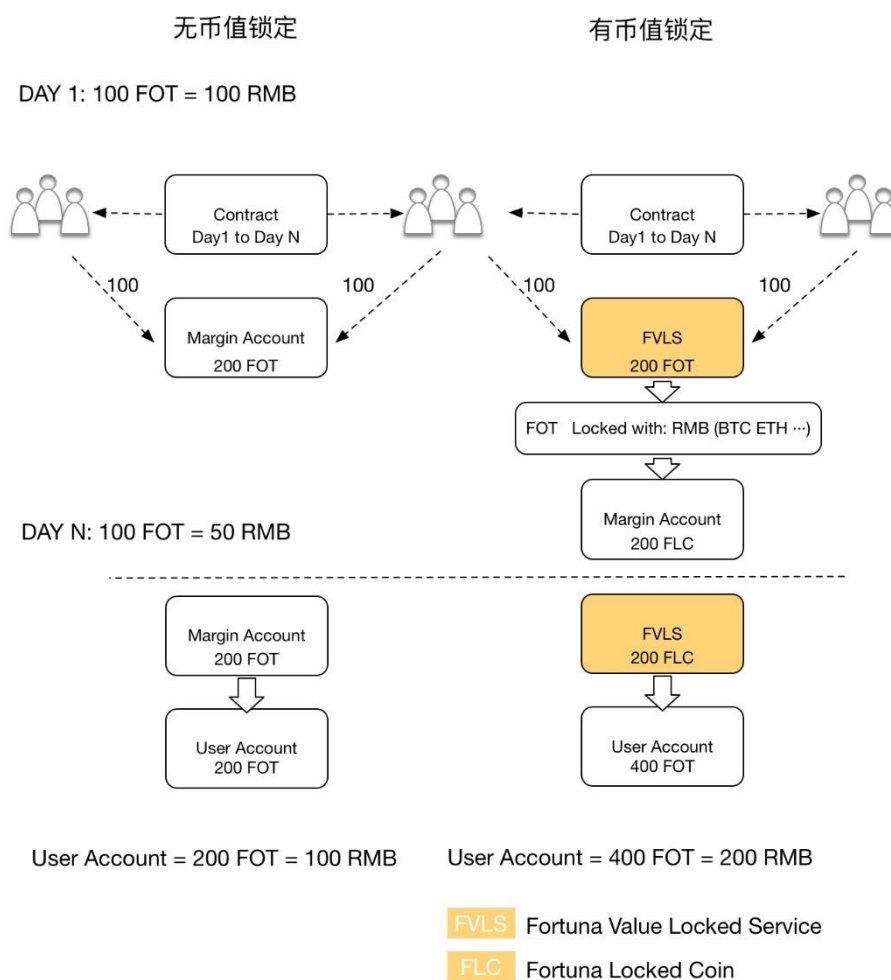 无币值锁定
有币值锁定
DAY 1: 100 FOT = 100 RMB
Contract
Day1 to Day N
Contract
Day1 to Day N
100
100
100
100
Margin Account
200 FOT
FVLS
200 FOT
FOT Locked with: RMB (BTC ETH ···)
Margin Account
200 FLC
DAY N: 100 FOT = 50 RMB
Margin Account
200 FOT
FVLS
200 FLC
User Account
200 FOT
User Account
400 FOT
User Account = 200 FOT = 100 RMB
User Account = 400 FOT = 200 RMB
FVLS Fortuna Value Locked Service
FLC Fortuna Locked Coin